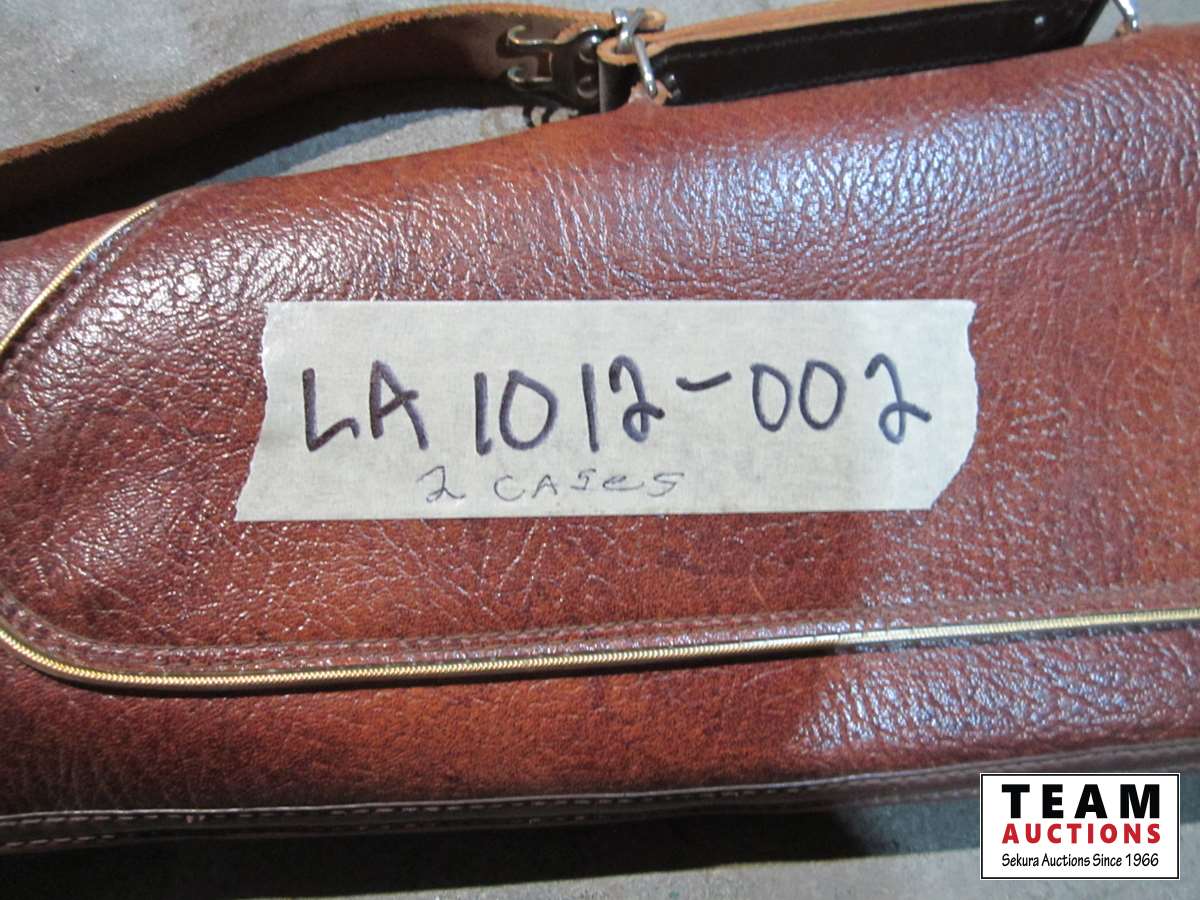 LA 1012-002
2 CASes
TEAM
AUCTIONS
Sekura Auctions Since 1966